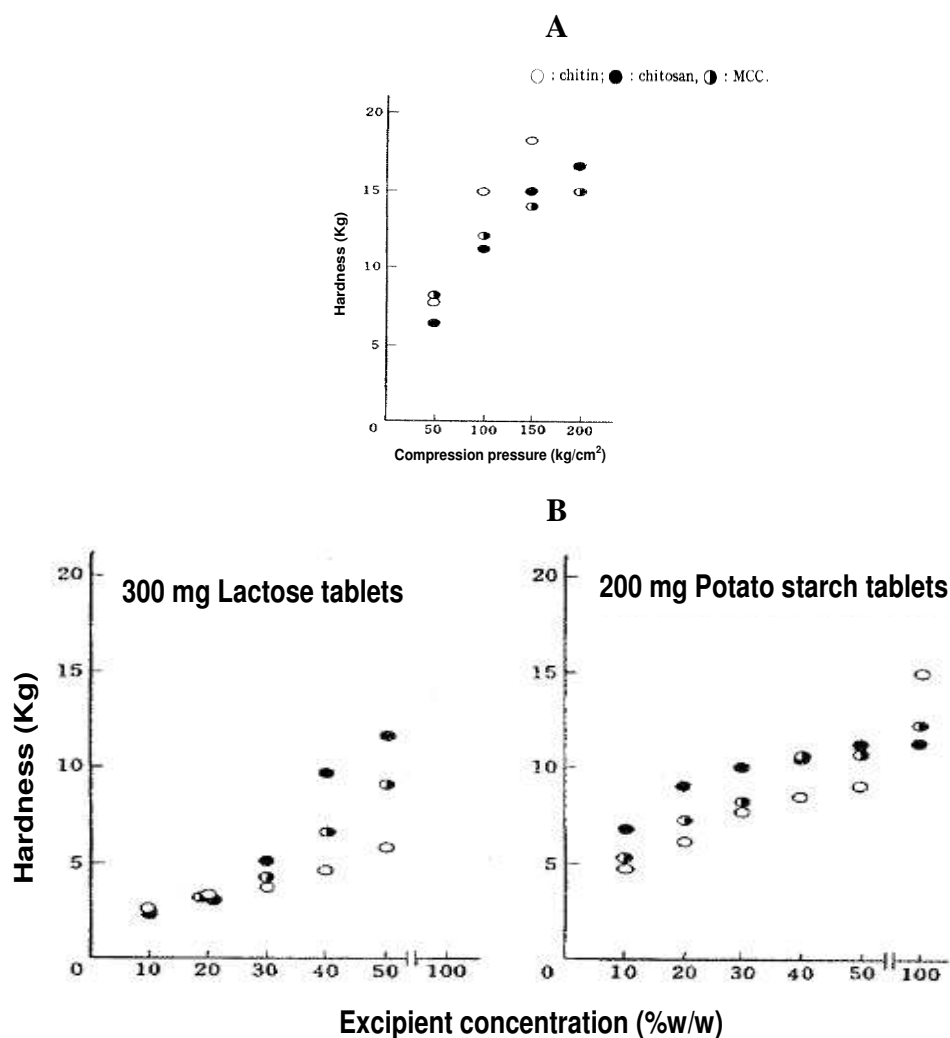 A
○ : chitin; ● : chitosan, ◑ : MCC.
20
15
10
5
0
Hardness (Kg)
50 100 150 200
Compression pressure (kg/cm²)
B
300 mg Lactose tablets
20
15
10
5
0
Hardness (Kg)
10 20 30 40 50 100
200 mg Potato starch tablets
20
15
10
5
0
10 20 30 40 50 100
Excipient concentration (%w/w)